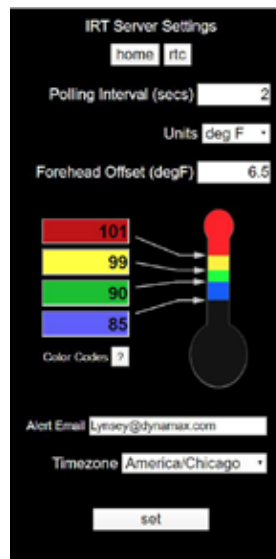 IRT Server Settings
home rtc
Polling Interval (secs) 2
Units deg F
Forehead Offset (degF) 6.5
101
99
90
85
Color Codes ?
Alert Email Lynsey@dynamax.com
Timezone America/Chicago
set